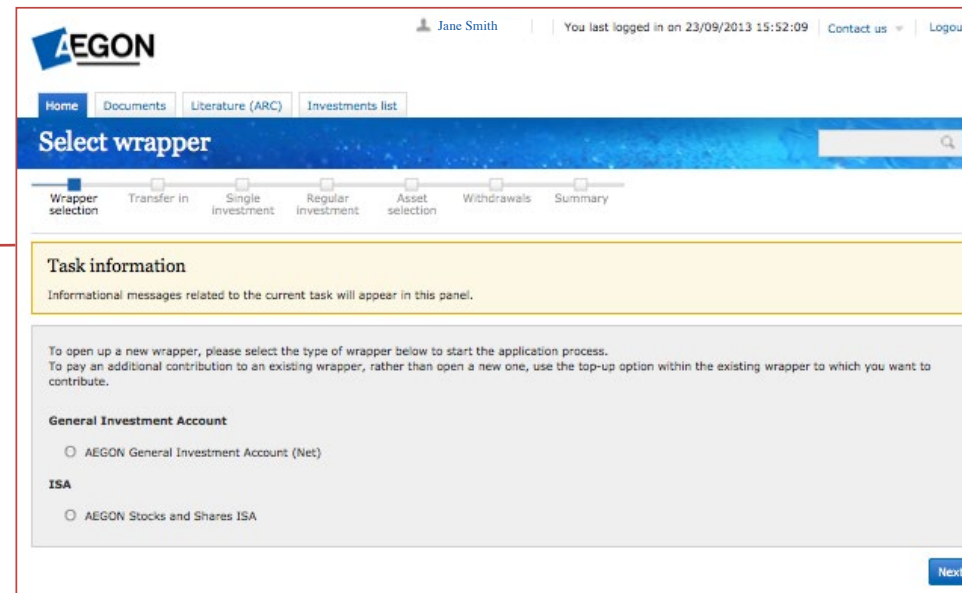 AEGON
Jane Smith You last logged in on 23/09/2013 15:52:09 Contact us Logou
Home Documents Literature (ARC) Investments list
Select wrapper
Wrapper selection Transfer in Single investment Regular investment Asset selection Withdrawals Summary
Task information
Informational messages related to the current task will appear in this panel.
To open up a new wrapper, please select the type of wrapper below to start the application process.
To pay an additional contribution to an existing wrapper, rather than open a new one, use the top-up option within the existing wrapper to which you want to
contribute.
General Investment Account
AEGON General Investment Account (Net)
ISA
AEGON Stocks and Shares ISA
Next